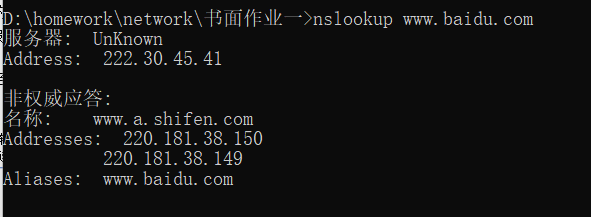 D:\homework\network\书面作业一>nslookup www.baidu.com
服务器:  UnKnown
Address:  222.30.45.41
非权威应答:
名称:    www.a.shifen.com
Addresses:  220.181.38.150
          220.181.38.149
Aliases:  www.baidu.com